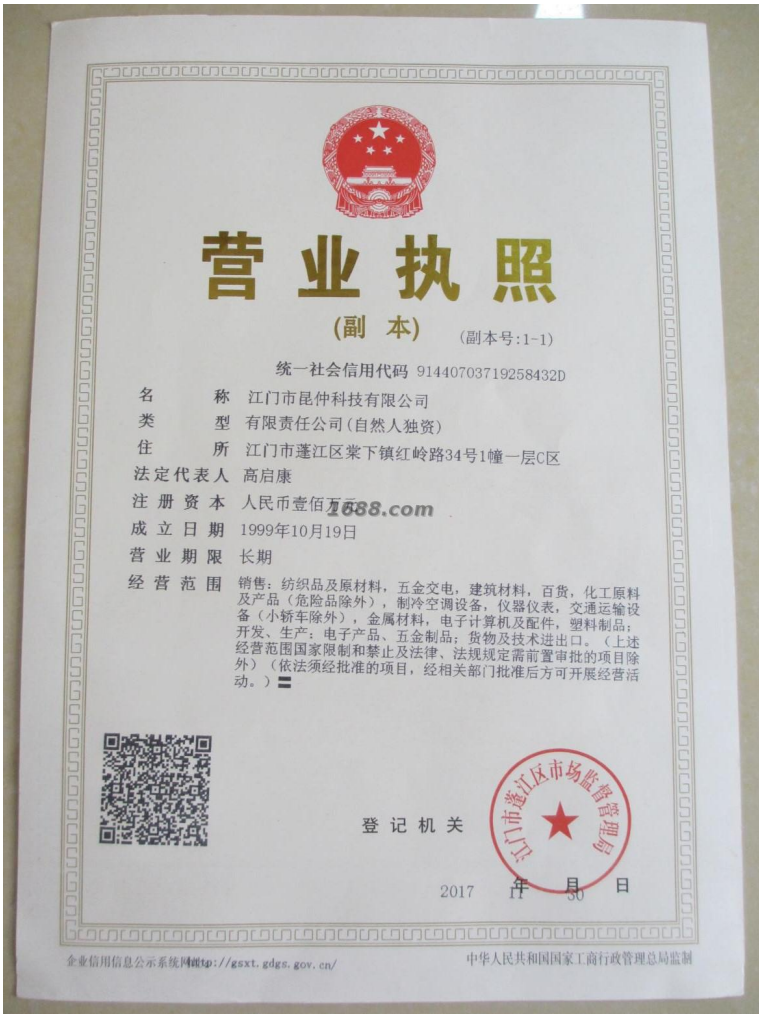 营业执照
(副 本) (副本号:1-1)
统一社会信用代码 91440703719258432D
名 称 江门市昆仲科技有限公司
类 型 有限责任公司(自然人独资)
住 所 江门市蓬江区棠下镇红岭路34号1幢一层C区
法定代表人 高启康
注册资本 人民币壹佰万元
1688.com
成立日期 1999年10月19日
营业期限 长期
经营范围 销售：纺织品及原材料，五金交电，建筑材料，百货，化工原料
及产品（危险品除外），制冷空调设备，仪器仪表，交通运输设
备（小轿车除外），金属材料，电子计算机及配件，塑料制品；
开发、生产：电子产品、五金制品；货物及技术进出口。（上述
经营范围国家限制和禁止及法律、法规规定需前置审批的项目除
外）（依法须经批准的项目，经相关部门批准后方可开展经营活
动。）
江门市蓬江区市场监督管理局
登记机关
2017 年 11 月 30 日
企业信用信息公示系统网址：http://gsxt.gdgs.gov.cn/
中华人民共和国国家工商行政管理总局监制